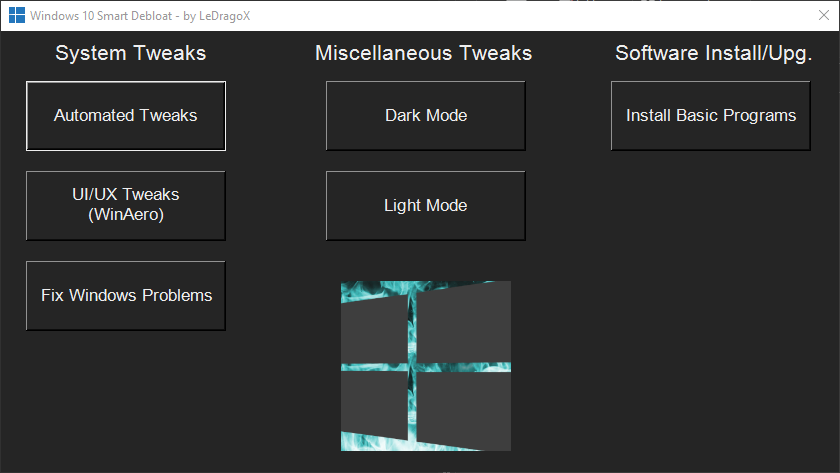 Windows 10 Smart Debloat - by LeDragoX
System Tweaks
Miscellaneous Tweaks
Software Install/Upg.
Automated Tweaks
Dark Mode
Install Basic Programs
UI/UX Tweaks
(WinAero)
Light Mode
Fix Windows Problems